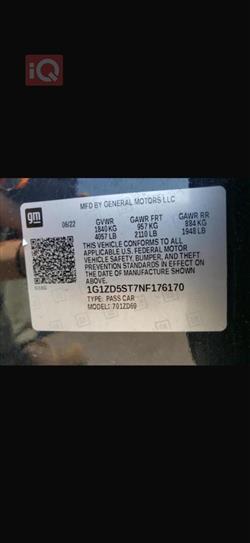 iQ
MFD BY GENERAL MOTORS LLC
gm
06/22 GVWR GAWR FRT GAWR RR
1840 KG 957 KG 884 KG
4057 LB 2110 LB 1948 LB
THIS VEHICLE CONFORMS TO ALL
APPLICABLE U.S. FEDERAL MOTOR
VEHICLE SAFETY, BUMPER, AND THEFT
PREVENTION STANDARDS IN EFFECT ON
THE DATE OF MANUFACTURE SHOWN
ABOVE.
1G1ZD5ST7NF176170
TYPE: PASS CAR
MODEL: 701ZD69